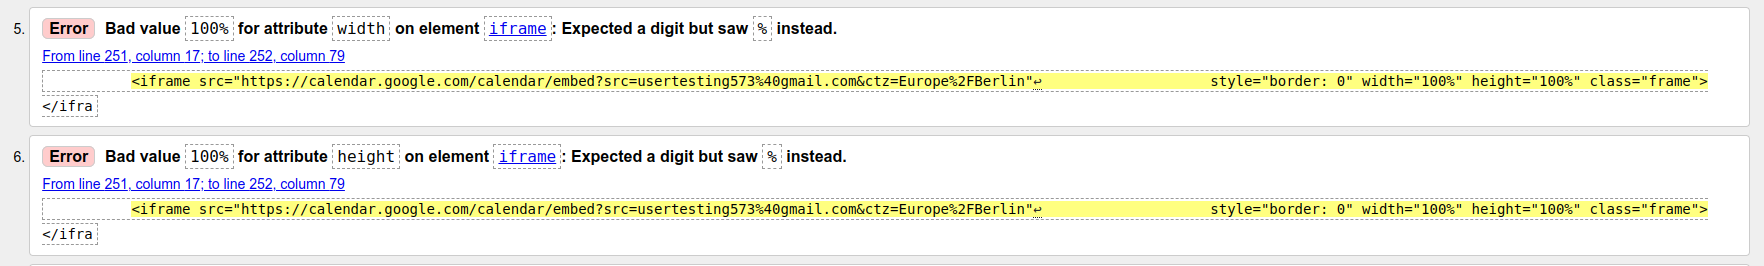 5. Error Bad value 100% for attribute width on element iframe: Expected a digit but saw % instead.
From line 251, column 17; to line 252, column 79
<iframe src="https://calendar.google.com/calendar/embed?src=usertesting573%40gmail.com&ctz=Europe%2FBerlin"↩ style="border: 0" width="100%" height="100%" class="frame">
</ifra
6. Error Bad value 100% for attribute height on element iframe: Expected a digit but saw % instead.
From line 251, column 17; to line 252, column 79
<iframe src="https://calendar.google.com/calendar/embed?src=usertesting573%40gmail.com&ctz=Europe%2FBerlin"↩ style="border: 0" width="100%" height="100%" class="frame">
</ifra